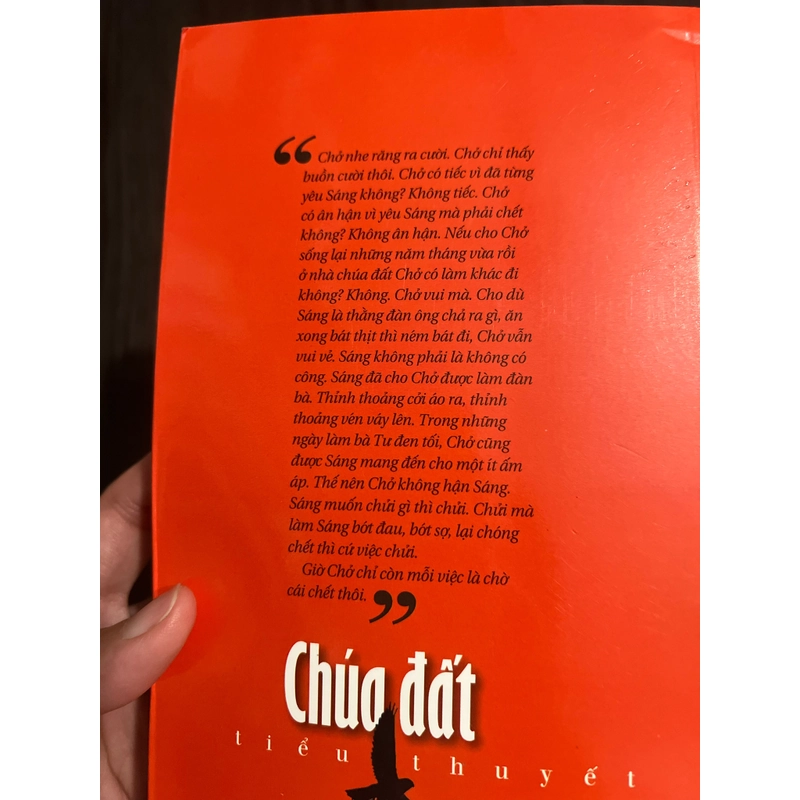 “ Chở nhe răng ra cười. Chở chỉ thấy
buồn cười thôi. Chở có tiếc vì đã từng
yêu Sáng không? Không tiếc. Chở
có ân hận vì yêu Sáng mà phải chết
không? Không ân hận. Nếu cho Chở
sống lại những năm tháng vừa rồi
ở nhà chúa đất Chở có làm khác đi
không? Không. Chở vui mà. Cho dù
Sáng là thằng đàn ông chả ra gì, ăn
xong bát thịt thì ném bát đi, Chở vẫn
vui vẻ. Sáng không phải là không có
công. Sáng đã cho Chở được làm đàn
bà. Thỉnh thoảng cởi áo ra, thỉnh
thoảng vén váy lên. Trong những
ngày làm bà Tư đen tối, Chở cũng
được Sáng mang đến cho một ít ấm
áp. Thế nên Chở không hận Sáng.
Sáng muốn chửi gì thì chửi. Chửi mà
làm Sáng bớt đau, bớt sợ, lại chóng
chết thì cứ việc chửi.
Giờ Chở chỉ còn mỗi việc là chờ
cái chết thôi. ”
Chúa đất
tiểu thuyết